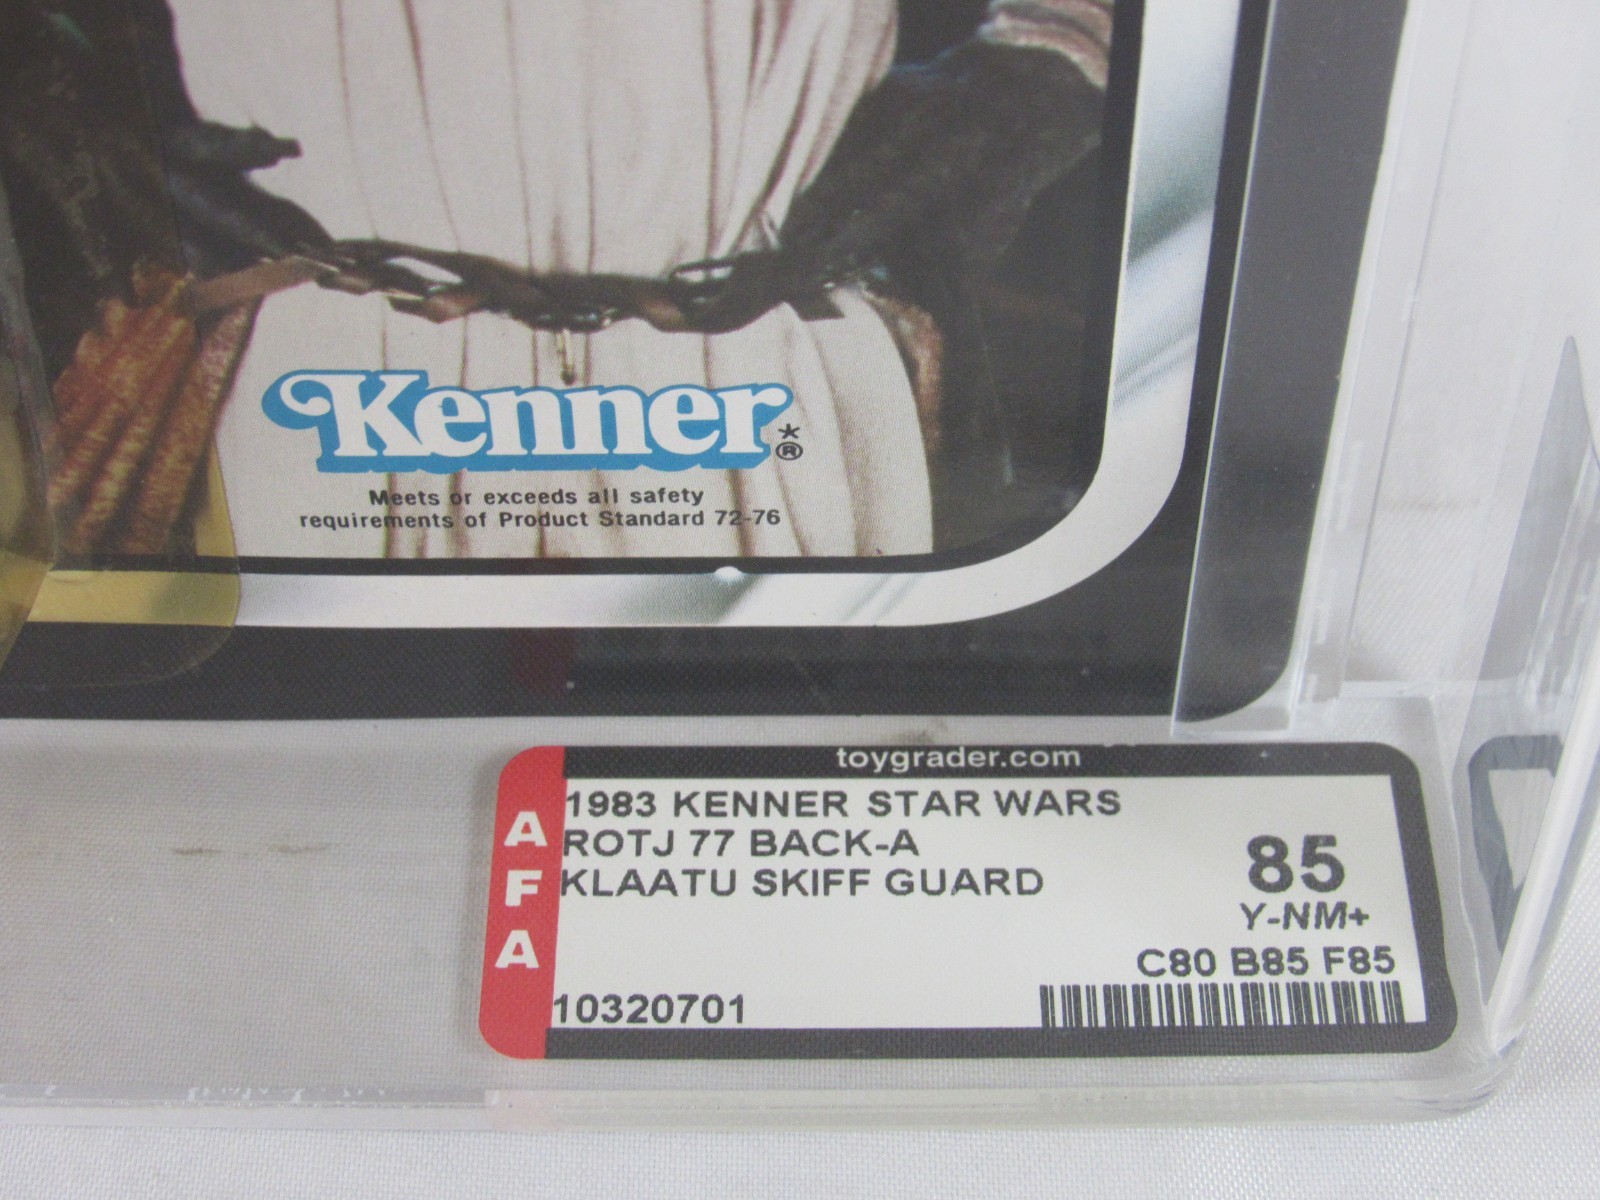 Kenner*®
Meets or exceeds all safety
requirements of Product Standard 72-76
toygrader.com
AFA
1983 KENNER STAR WARS
ROTJ 77 BACK-A
KLAATU SKIFF GUARD
85
Y-NM+
C80 B85 F85
10320701